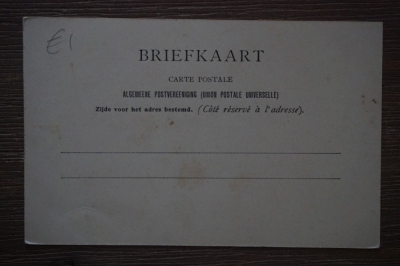 €1
BRIEFKAART
CARTE POSTALE
ALGEMEENE POSTVEREENIGING (UNION POSTALE UNIVERSELLE)
Zijde voor het adres bestemd. (Côté réservé à l'adresse).